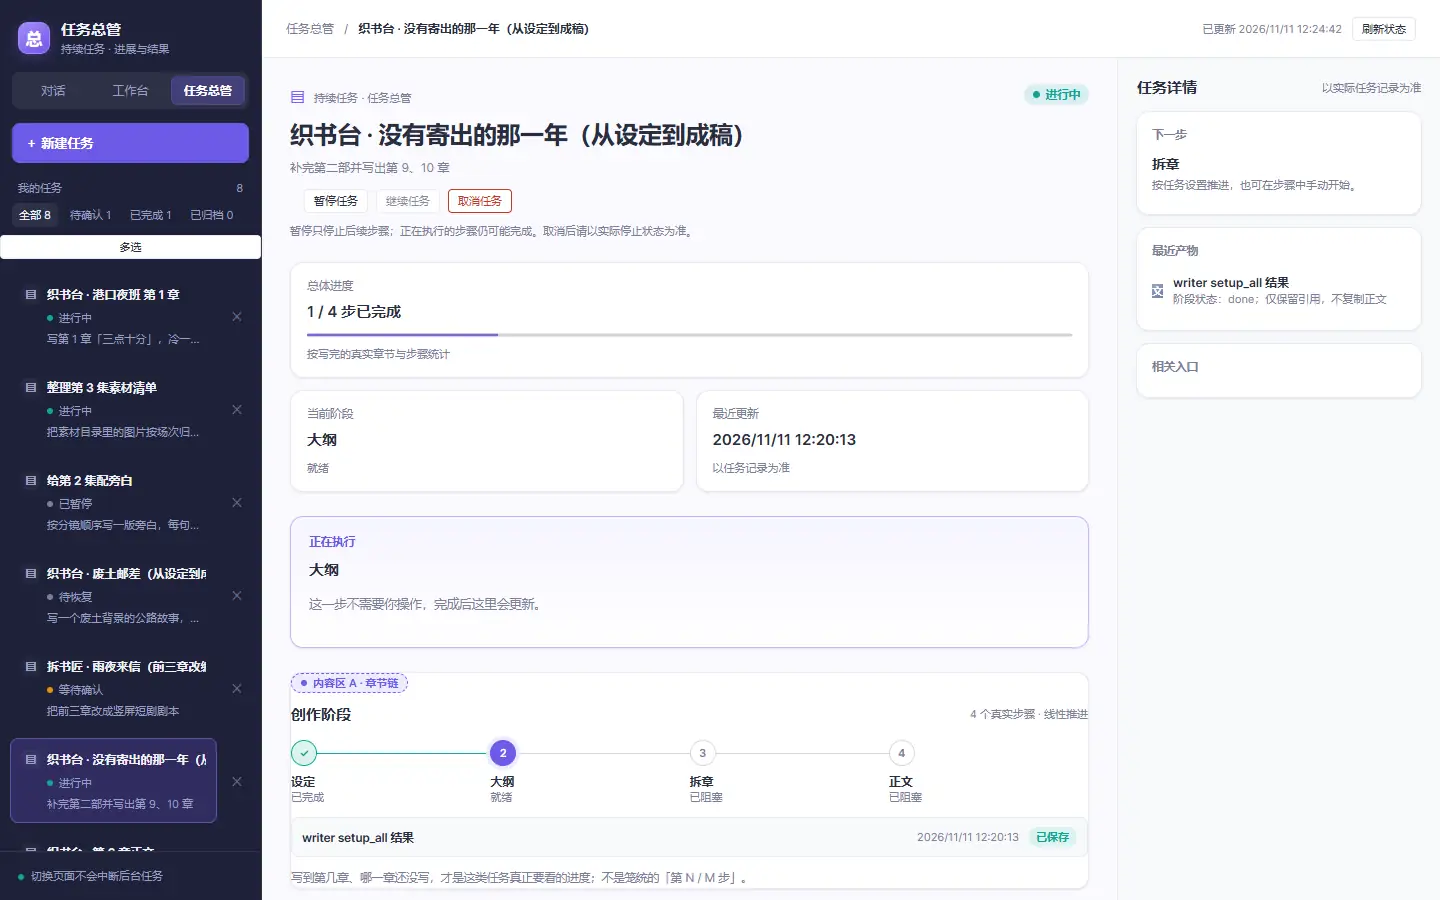 总
任务总管
持续任务 · 进展与结果
对话
工作台
任务总管
+ 新建任务
我的任务
8
全部 8
待确认 1
已完成 1
已归档 0
多选
织书台 · 港口夜班 第 1 章
进行中
写第 1 章「三点十分」，冷一...
整理第 3 集素材清单
进行中
把素材目录里的图片按场次归...
给第 2 集配旁白
已暂停
按分镜顺序写一版旁白，每句...
织书台 · 废土邮差（从设定到
待恢复
写一个废土背景的公路故事，...
拆书匠 · 雨夜来信（前三章改
等待确认
把前三章改成竖屏短剧剧本
织书台 · 没有寄出的那一年（
进行中
补完第二部并写出第 9、10 章
切换页面不会中断后台任务
任务总管 / 织书台 · 没有寄出的那一年（从设定到成稿）
已更新 2026/11/11 12:24:42
刷新状态
持续任务 · 任务总管
进行中
织书台 · 没有寄出的那一年（从设定到成稿）
补完第二部并写出第 9、10 章
暂停任务
继续任务
取消任务
暂停只停止后续步骤；正在执行的步骤仍可能完成。取消后请以实际停止状态为准。
总体进度
1 / 4 步已完成
按写完的真实章节与步骤统计
当前阶段
大纲
就绪
最近更新
2026/11/11 12:20:13
以任务记录为准
正在执行
大纲
这一步不需要你操作，完成后这里会更新。
内容区 A · 章节链
创作阶段
4 个真实步骤 · 线性推进
2
3
4
设定
已完成
大纲
就绪
拆章
已阻塞
正文
已阻塞
writer setup_all 结果
2026/11/11 12:20:13
已保存
写到第几章、哪一章还没写，才是这类任务真正要看的进度；不是笼统的「第 N / M 步」。
任务详情
以实际任务记录为准
下一步
拆章
按任务设置推进，也可在步骤中手动开始。
最近产物
writer setup_all 结果
阶段状态：done；仅保留引用，不复制正文
相关入口